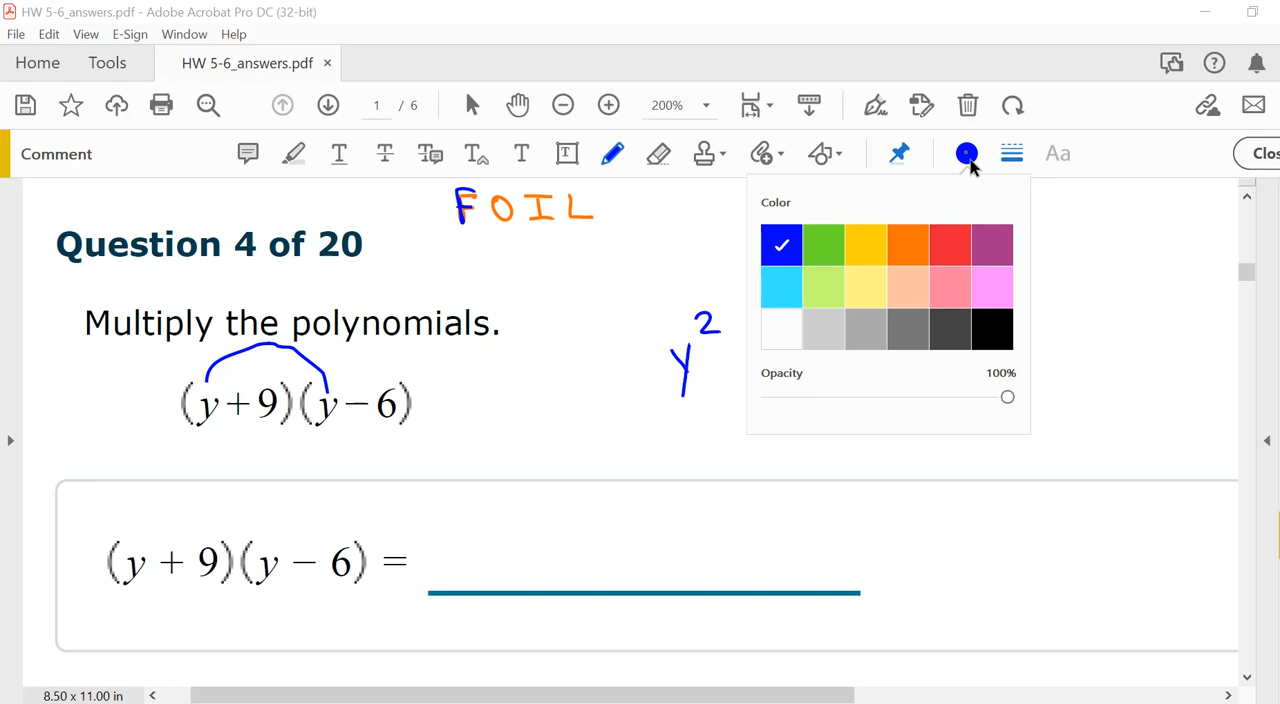 HW 5-6_answers.pdf - Adobe Acrobat Pro DC (32-bit)
File Edit View E-Sign Window Help
Home Tools HW 5-6_answers.pdf ×
1 / 6 200%
Comment Aa Clos
FOIL
Color
Question 4 of 20
Multiply the polynomials.
y²
(y + 9)(y − 6)
Opacity 100%
(y + 9)(y − 6) =
8.50 x 11.00 in